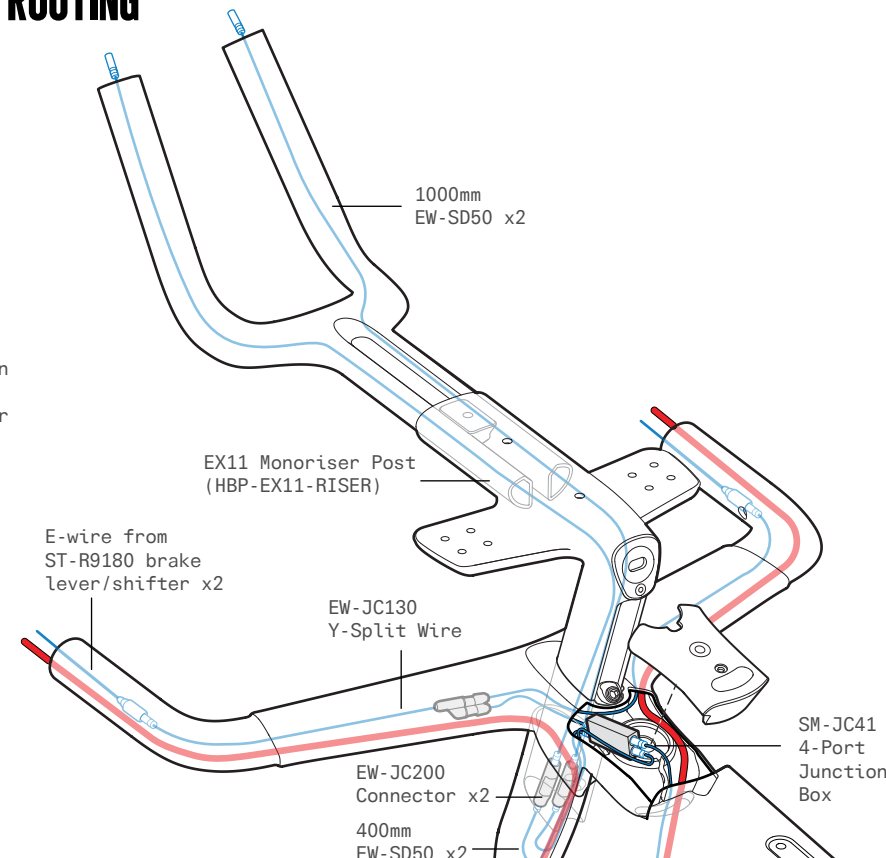 ROUTING
1000mm
EW-SD50 x2
n
r
EX11 Monoriser Post
(HBP-EX11-RISER)
E-wire from
ST-R9180 brake
lever/shifter x2
EW-JC130
Y-Split Wire
SM-JC41
4-Port
Junction
Box
EW-JC200
Connector x2
400mm
EW-SD50 x2